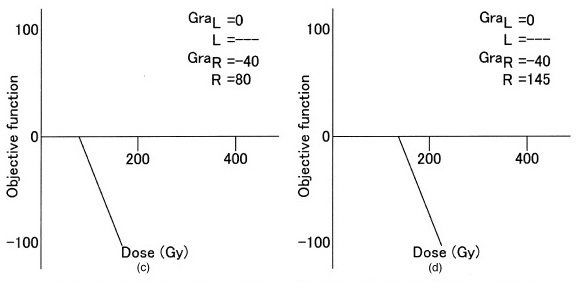 100
0
-100
Objective function
200
400
Dose (Gy)
GraL =0
L =---
GraR =-40
R =80
(c)
100
0
-100
Objective function
200
400
Dose (Gy)
GraL =0
L =---
GraR =-40
R =145
(d)